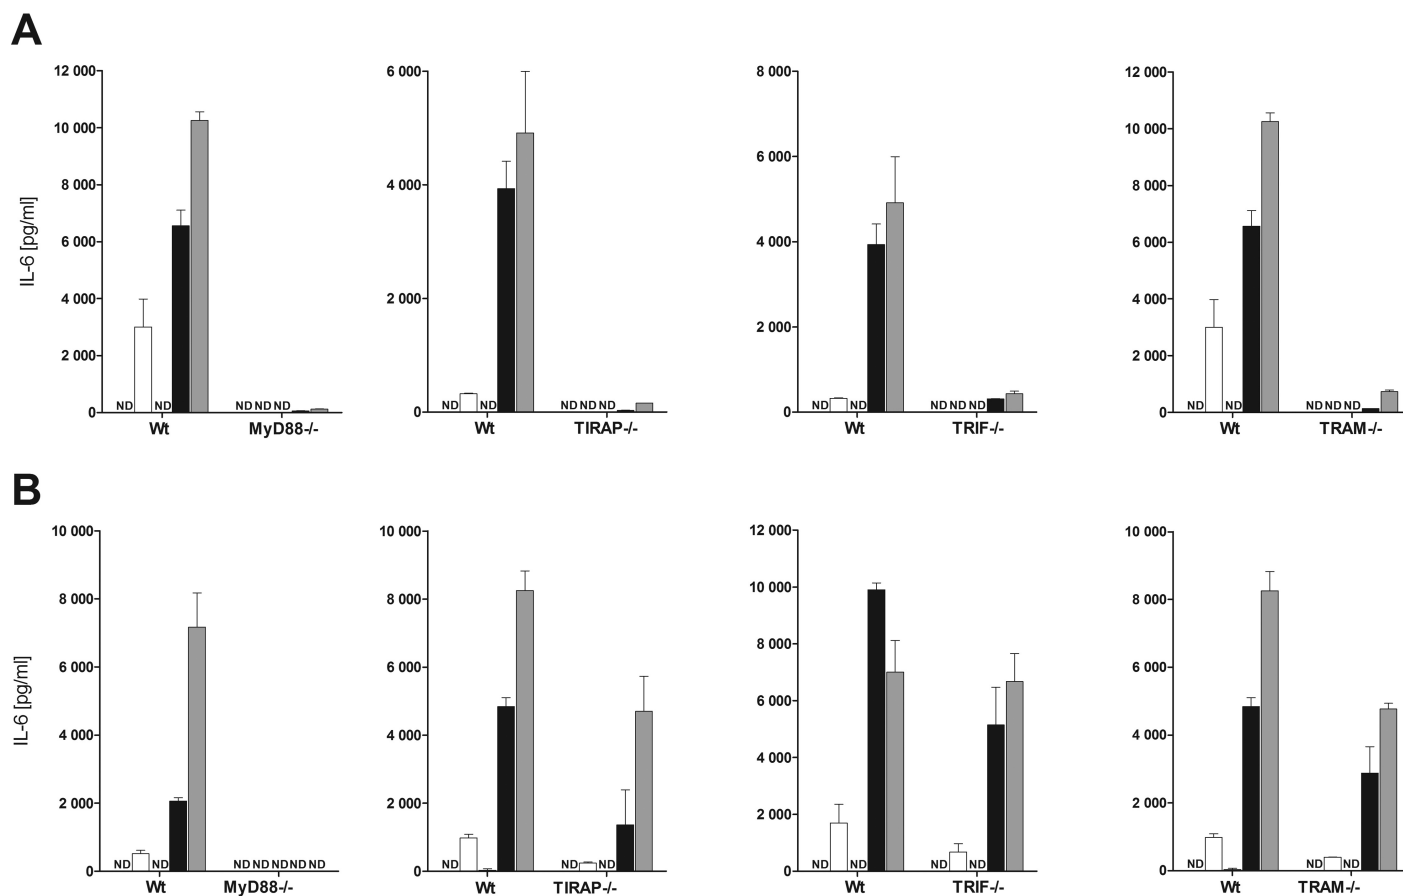 A
12 000
10 000
8 000
6 000
4 000
2 000
0
IL-6 [pg/ml]
ND ND ND ND ND
Wt MyD88-/-
6 000
4 000
2 000
0
ND ND ND ND ND
Wt TIRAP-/-
8 000
6 000
4 000
2 000
0
ND ND ND ND ND
Wt TRIF-/-
12 000
10 000
8 000
6 000
4 000
2 000
0
ND ND ND ND ND
Wt TRAM-/-
B
10 000
8 000
6 000
4 000
2 000
0
IL-6 [pg/ml]
ND ND ND ND ND ND ND
Wt MyD88-/-
10 000
8 000
6 000
4 000
2 000
0
ND ND ND
Wt TIRAP-/-
12 000
10 000
8 000
6 000
4 000
2 000
0
ND ND ND ND
Wt TRIF-/-
10 000
8 000
6 000
4 000
2 000
0
ND ND ND
Wt TRAM-/-